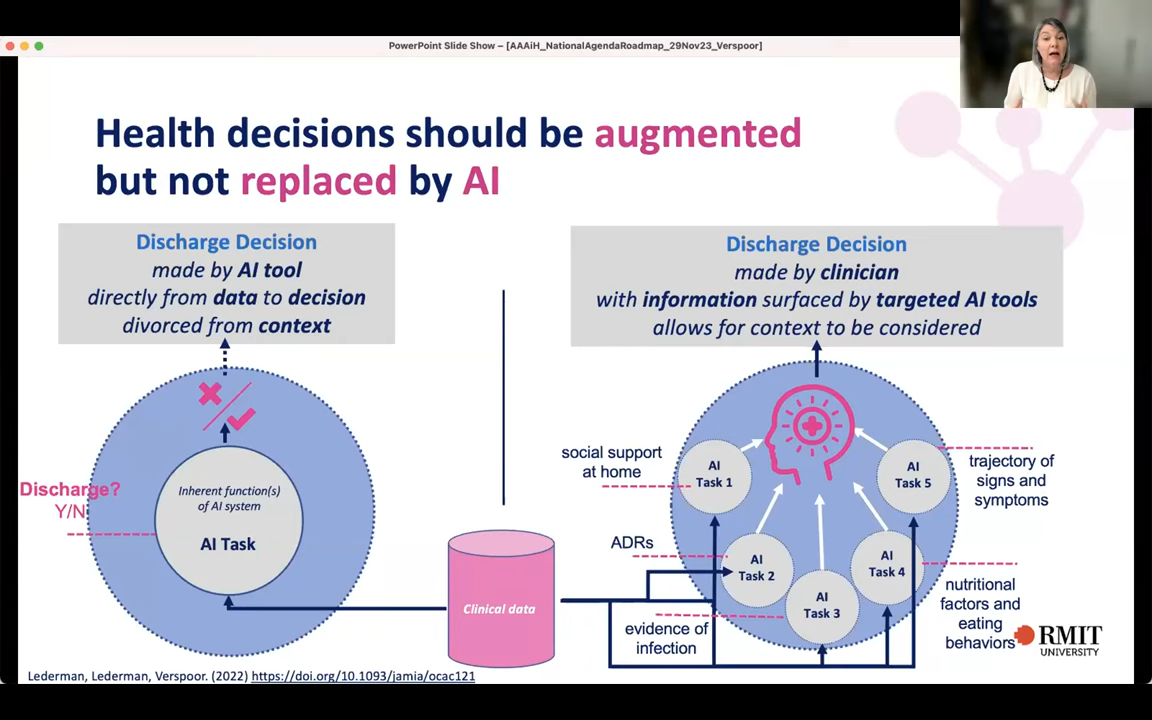 PowerPoint Slide Show – [AAAiH_NationalAgendaRoadmap_29Nov23_Verspoor]
Health decisions should be augmented
but not replaced by AI
Discharge Decision
made by AI tool
directly from data to decision
divorced from context
Discharge Decision
made by clinician
with information surfaced by targeted AI tools
allows for context to be considered
Discharge?
Y/N
Inherent function(s)
of AI system
AI Task
Clinical data
social support
at home
AI
Task 1
ADRs
AI
Task 2
evidence of
infection
AI
Task 3
AI
Task 4
AI
Task 5
trajectory of
signs and
symptoms
nutritional
factors and
eating
behaviors
RMIT
UNIVERSITY
Lederman, Lederman, Verspoor. (2022) https://doi.org/10.1093/jamia/ocac121